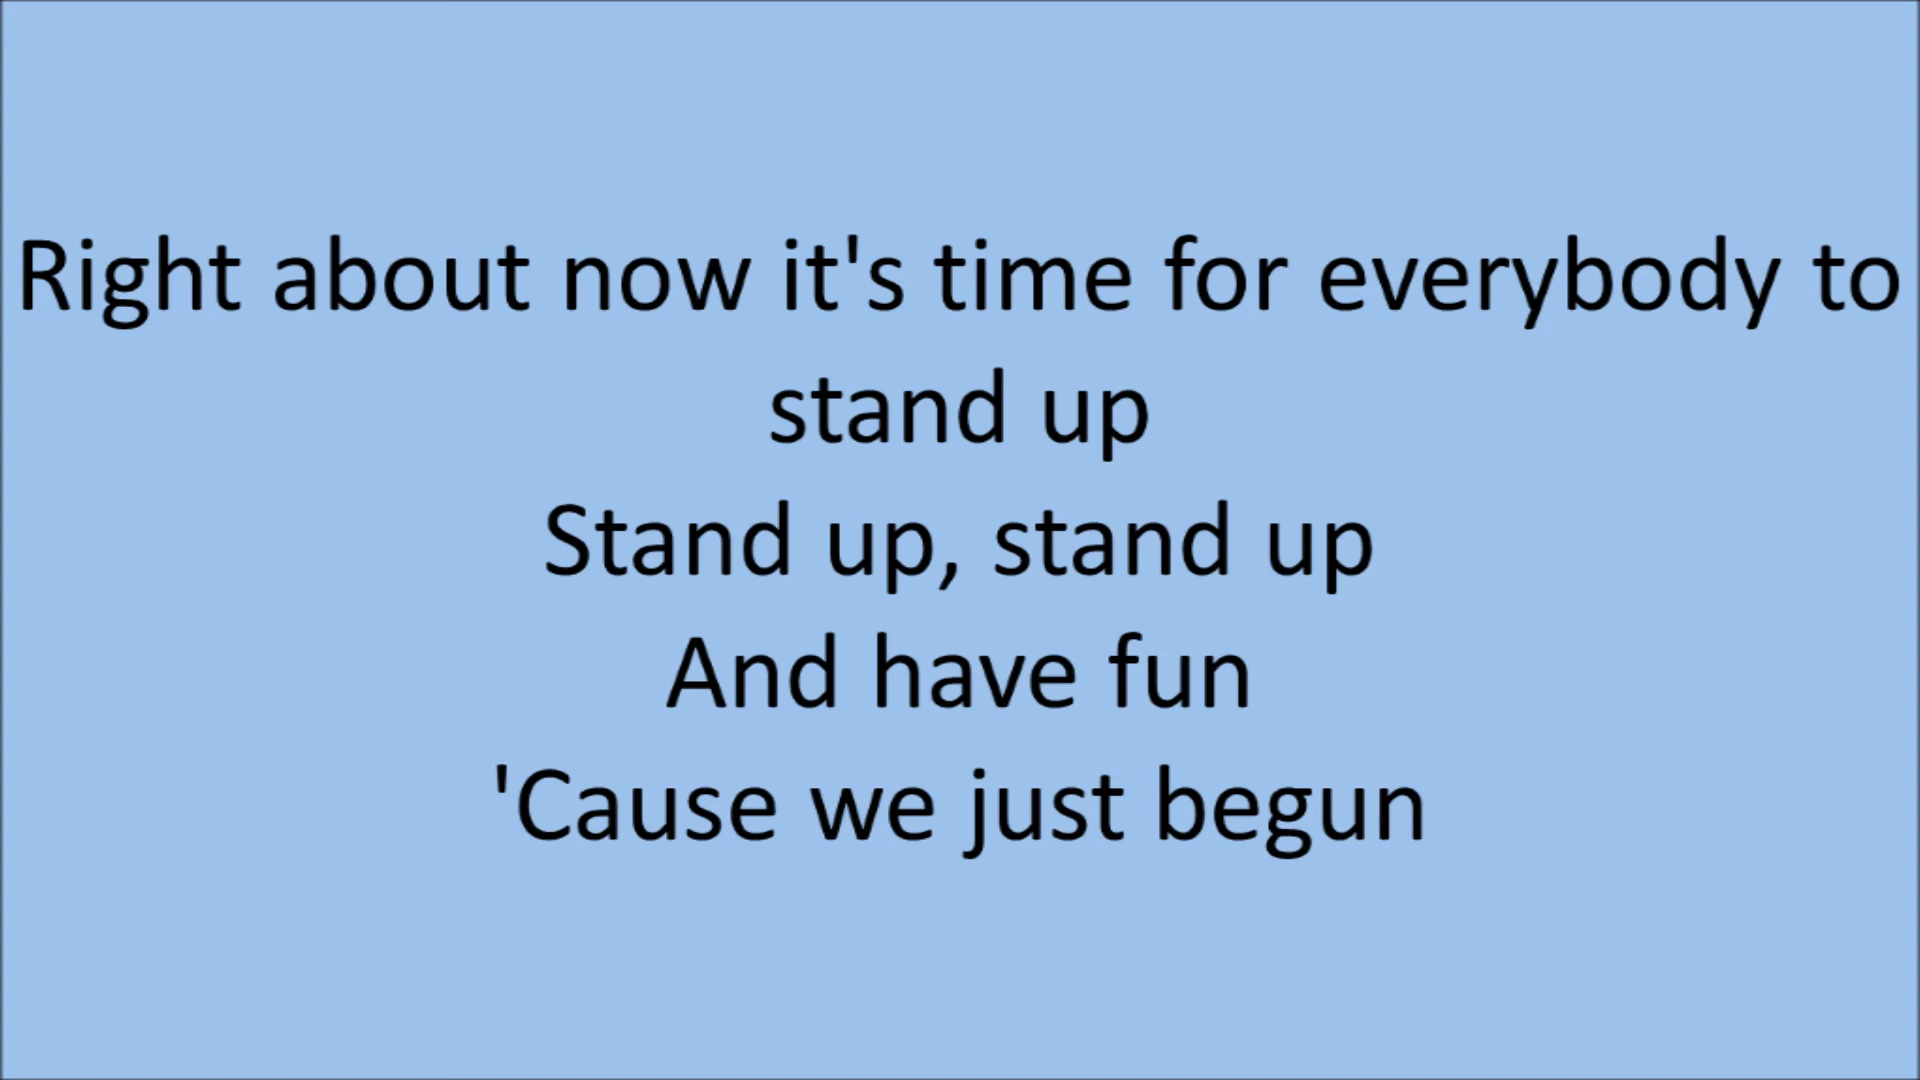 Right about now it's time for everybody to
stand up
Stand up, stand up
And have fun
'Cause we just begun